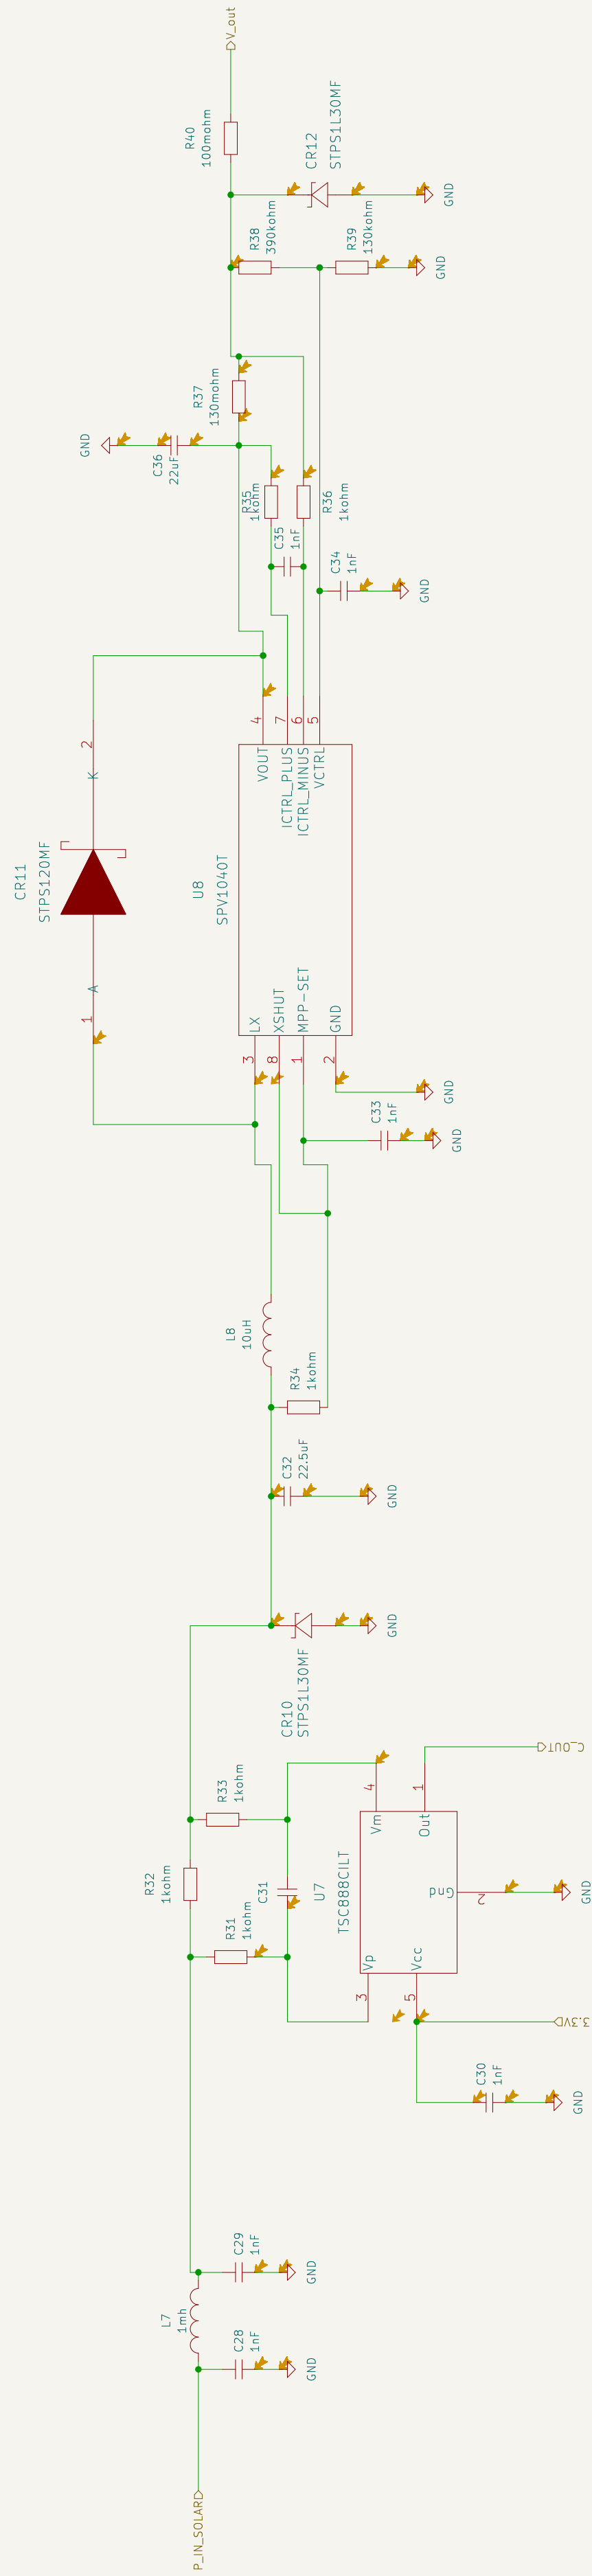 V_out
R40
100mohm
CR12
STPS1L30MF
GND
R38
390kohm
R39
130kohm
GND
R37
130mohm
GND
C36
22uF
R35
1kohm
R36
1kohm
C35
1nF
C34
1nF
GND
4
7
6
5
2
K
VOUT
ICTRL_PLUS
ICTRL_MINUS
VCTRL
CR11
STPS120MF
U8
SPV1040T
A
1
LX
XSHUT
MPP-SET
GND
3
8
1
2
GND
C33
1nF
GND
L8
10uH
R34
1kohm
C32
22.5uF
GND
CR10
STPS1L30MF
GND
C_OUT
R33
1kohm
4
1
Vm
Out
R32
1kohm
C31
U7
TSC888CILT
Gnd
2
GND
R31
1kohm
Vp
Vcc
3
5
3.3V
C30
1nF
GND
C29
1nF
GND
L7
1mh
C28
1nF
GND
P_IN_SOLAR